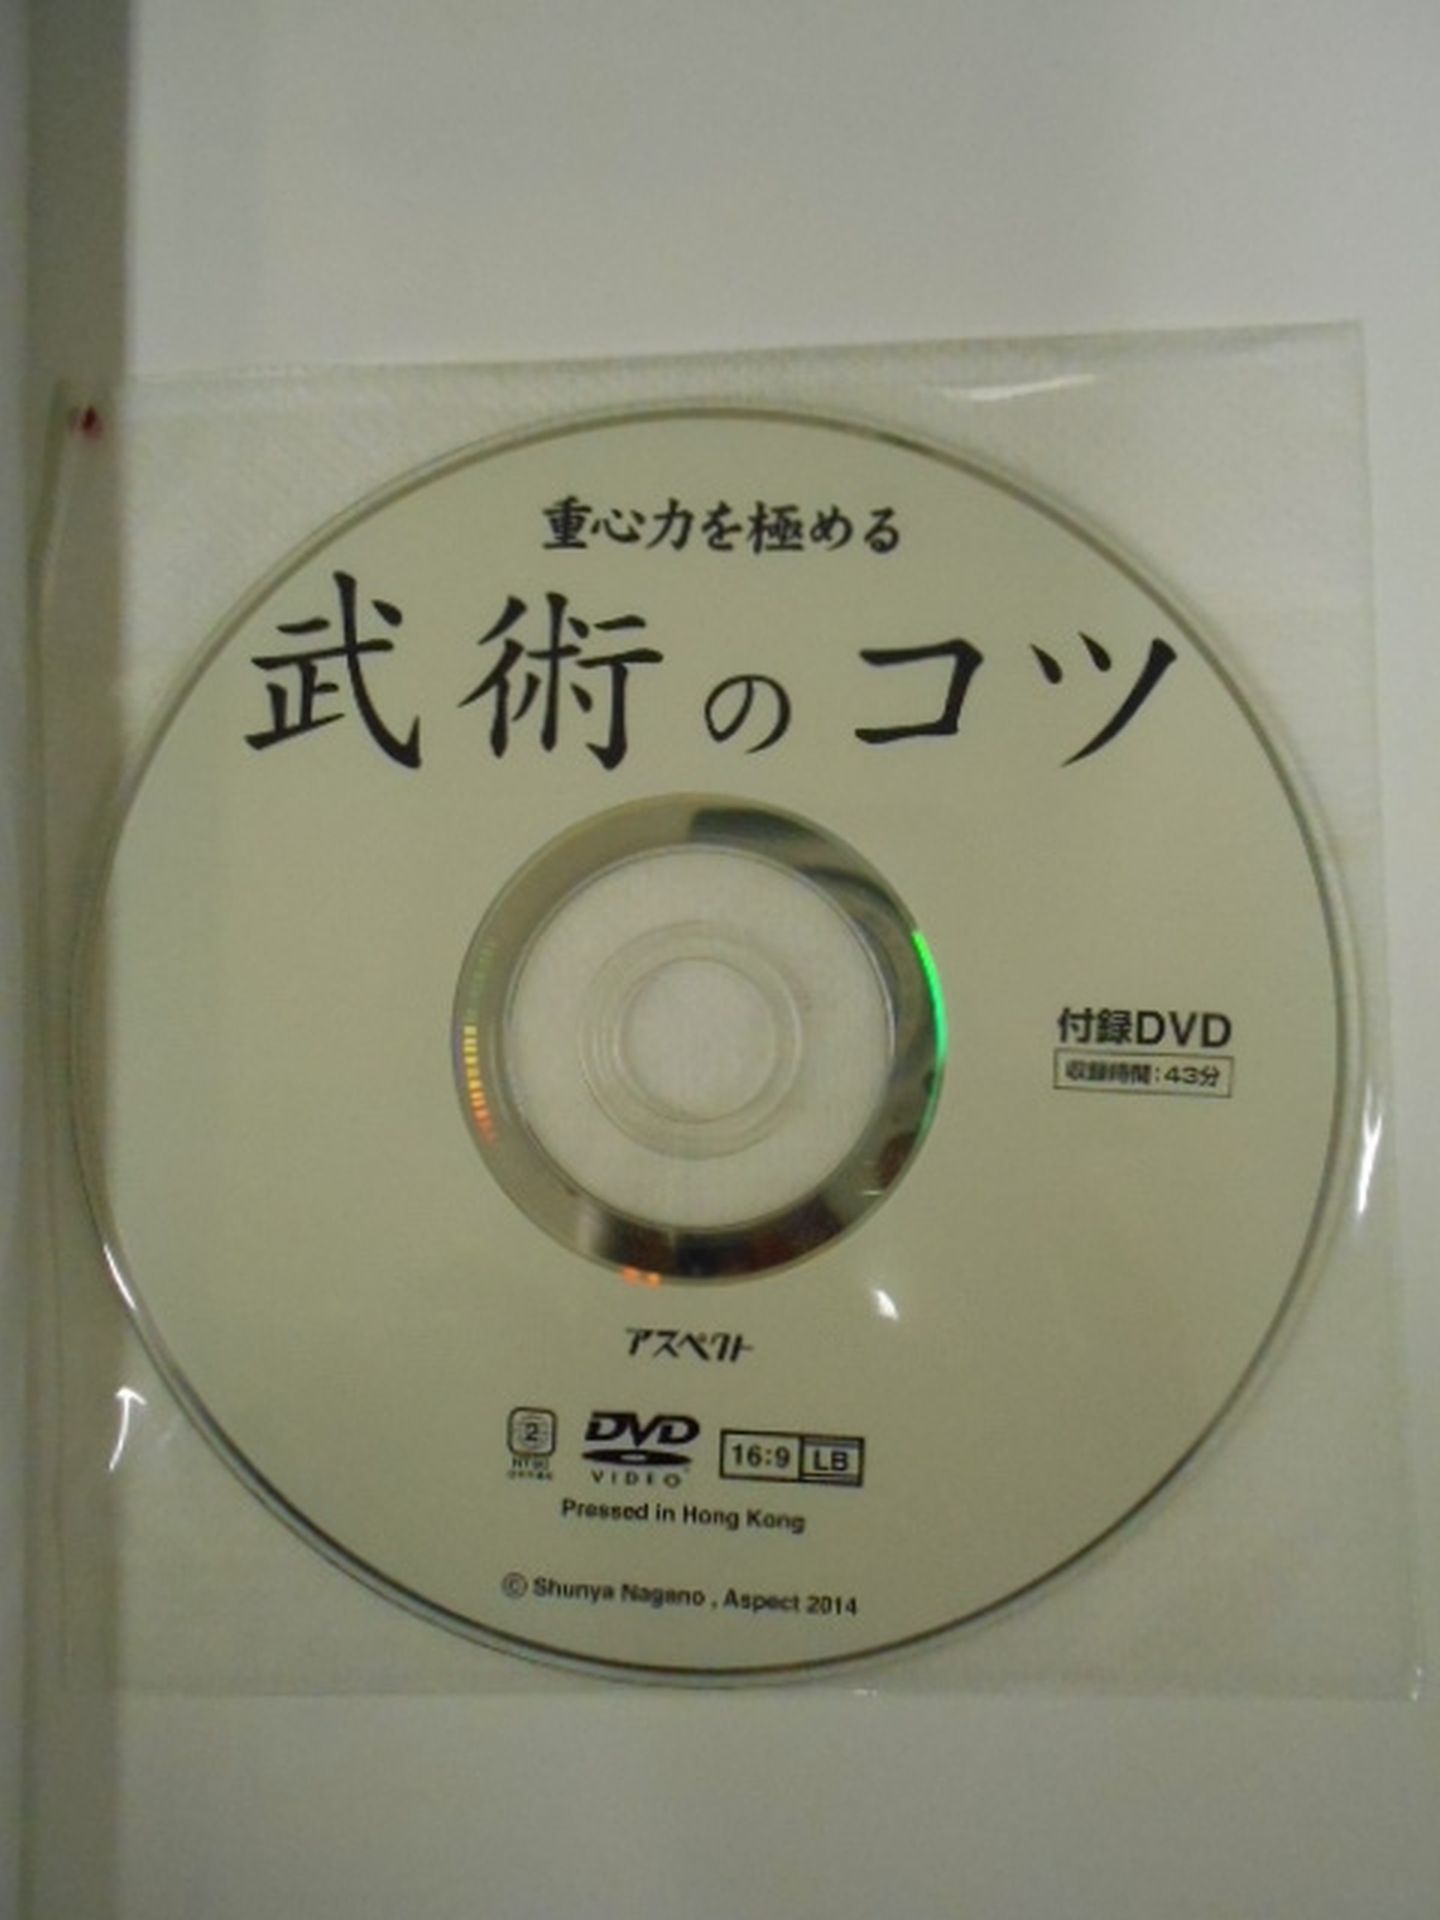 重心力を極める
武術のコツ
付録DVD
収録時間:43分
アスペクト
2
NTSC
DVD
VIDEO
16:9 LB
Pressed in Hong Kong
© Shunya Nagano , Aspect 2014